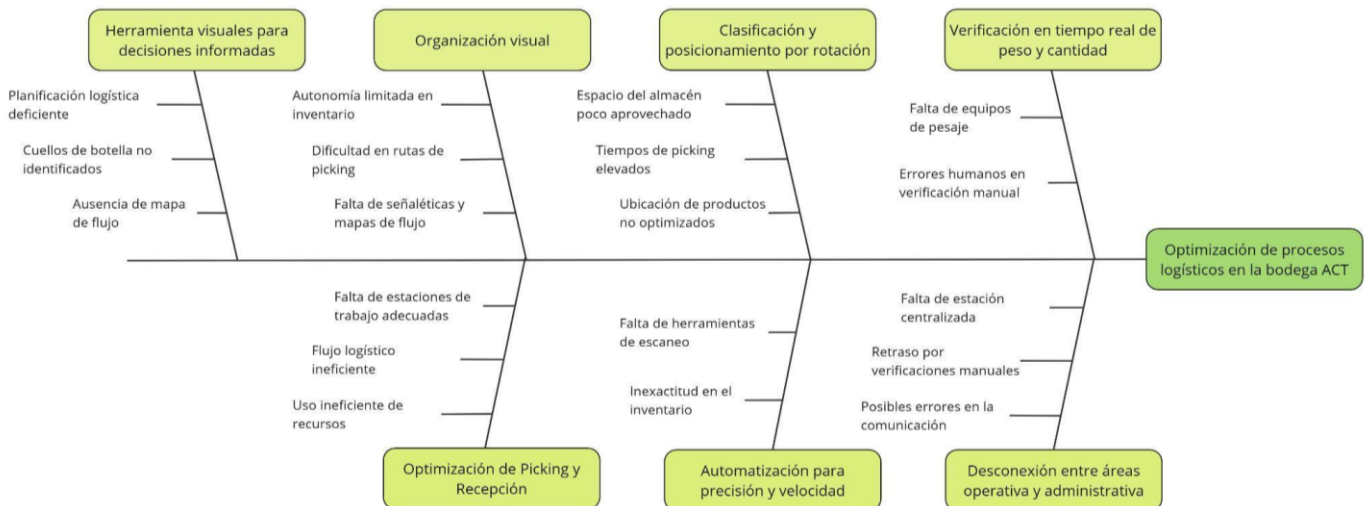 Herramienta visuales para
decisiones informadas
Organización visual
Clasificación y
posicionamiento por rotación
Verificación en tiempo real de
peso y cantidad
Planificación logística
deficiente
Cuellos de botella no
identificados
Ausencia de mapa
de flujo
Autonomía limitada en
inventario
Dificultad en rutas de
picking
Falta de señaléticas y
mapas de flujo
Espacio del almacén
poco aprovechado
Tiempos de picking
elevados
Ubicación de productos
no optimizados
Falta de equipos
de pesaje
Errores humanos en
verificación manual
Optimización de procesos
logísticos en la bodega ACT
Falta de estaciones de
trabajo adecuadas
Flujo logístico
ineficiente
Uso ineficiente de
recursos
Falta de herramientas
de escaneo
Inexactitud en el
inventario
Falta de estación
centralizada
Retraso por
verificaciones manuales
Posibles errores en la
comunicación
Optimización de Picking y
Recepción
Automatización para
precisión y velocidad
Desconexión entre áreas
operativa y administrativa